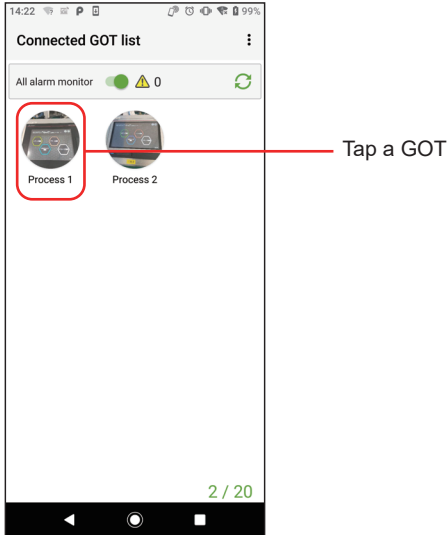 14:22 99%
Connected GOT list
All alarm monitor 0
Process 1 Process 2
Tap a GOT
2 / 20